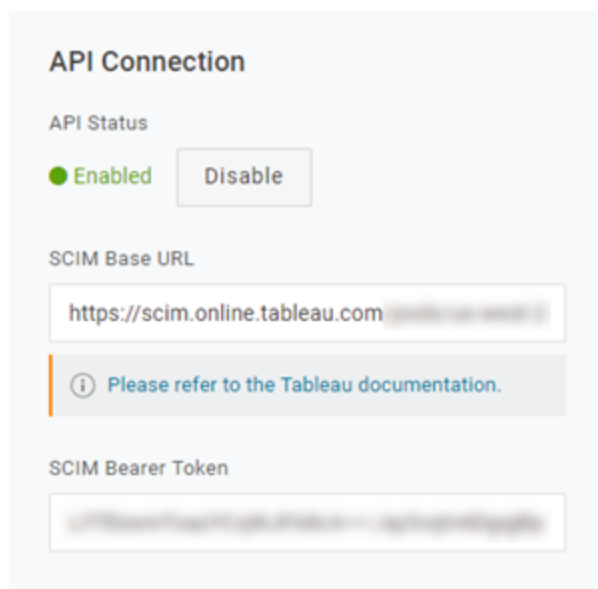 API Connection
API Status
Enabled
Disable
SCIM Base URL
https://scim.online.tableau.com
Please refer to the Tableau documentation.
SCIM Bearer Token